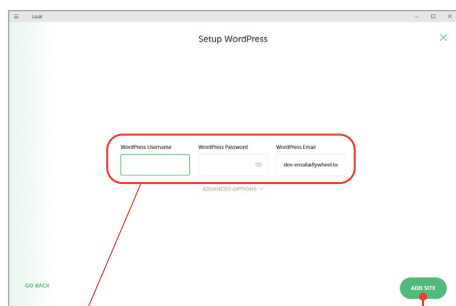 Local
Setup WordPress
WordPress Username WordPress Password WordPress Email
dev-email@flywheel.lo
ADVANCED OPTIONS
GO BACK
ADD SITE